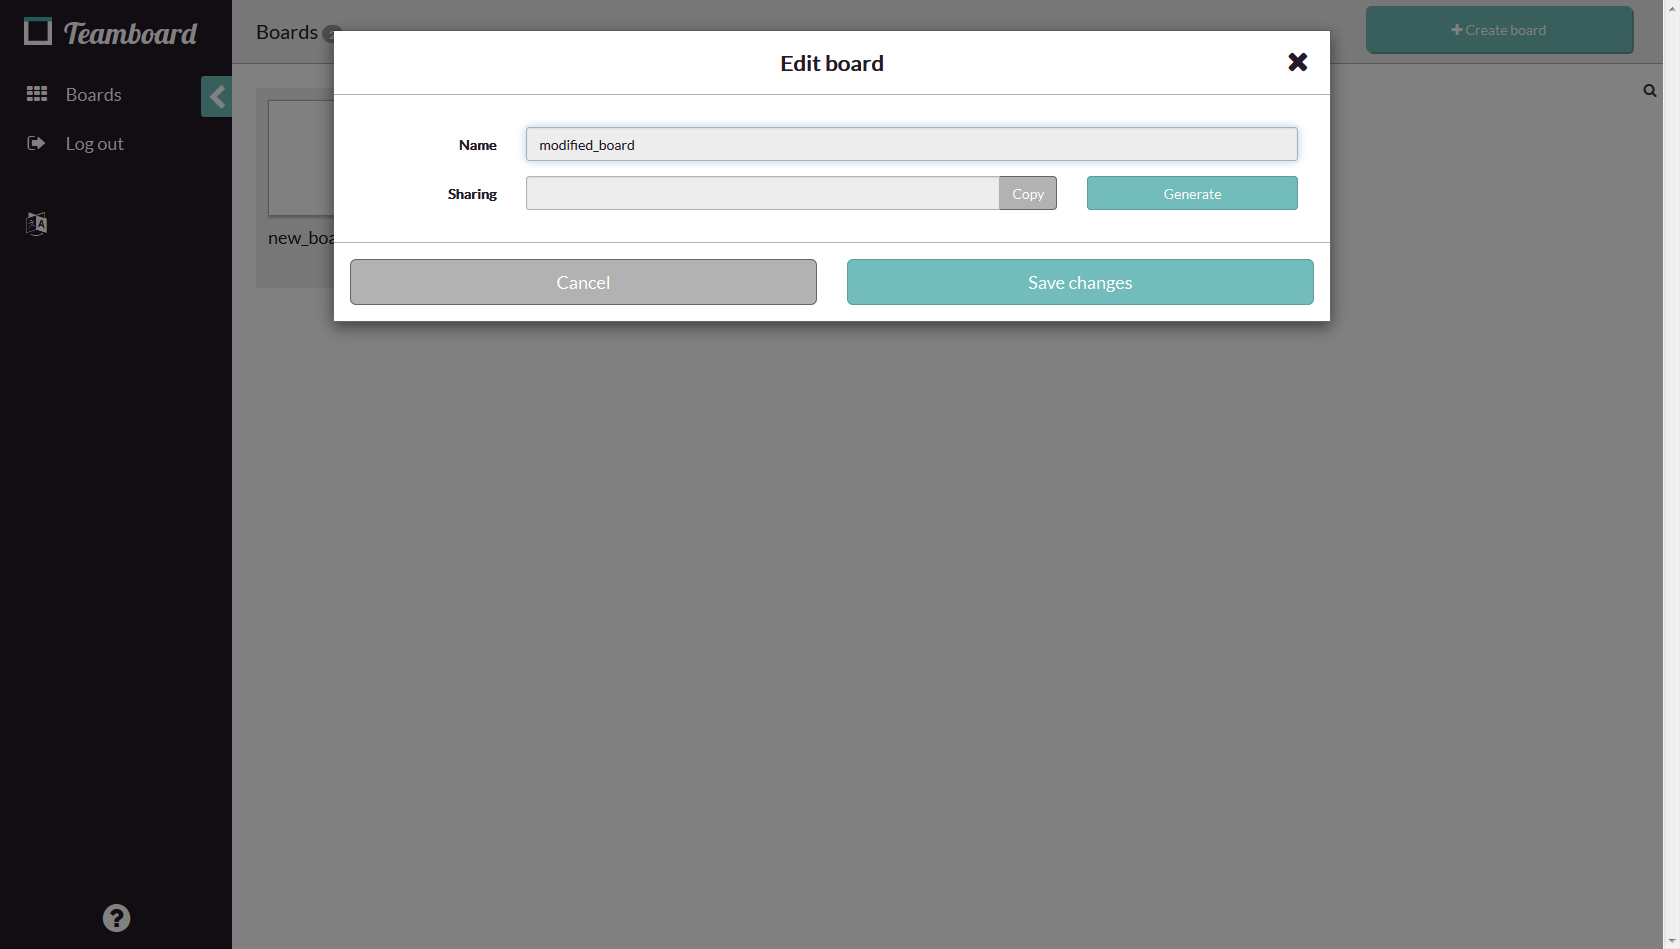 Teamboard
Boards
Log out
Boards
Create board
new_boa
Edit board
Name
modified_board
Sharing
Copy
Generate
Cancel
Save changes